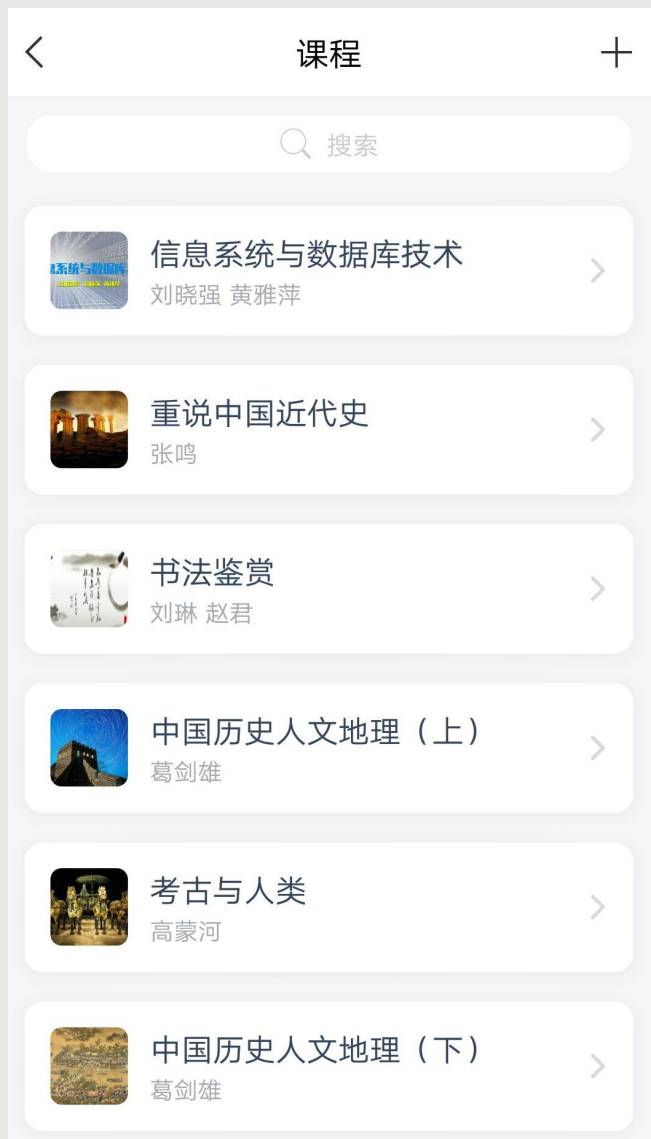 课程
搜索
信息系统与数据库技术
刘晓强 黄雅萍
重说中国近代史
张鸣
书法鉴赏
刘琳 赵君
中国历史人文地理（上）
葛剑雄
考古与人类
高蒙河
中国历史人文地理（下）
葛剑雄